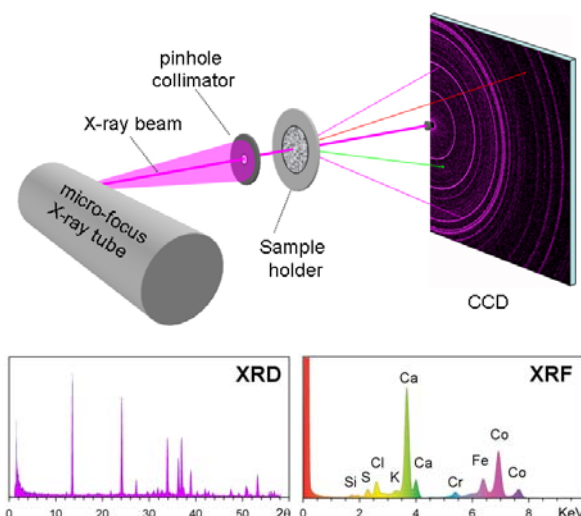 pinhole
collimator
X-ray beam
micro-focus
X-ray tube
Sample
holder
CCD
XRD
0 10 20 30 40 50 2θ
XRF
Ca
Co
Cl
Fe
Si S K Ca Cr Co
2 4 6 8 KeV